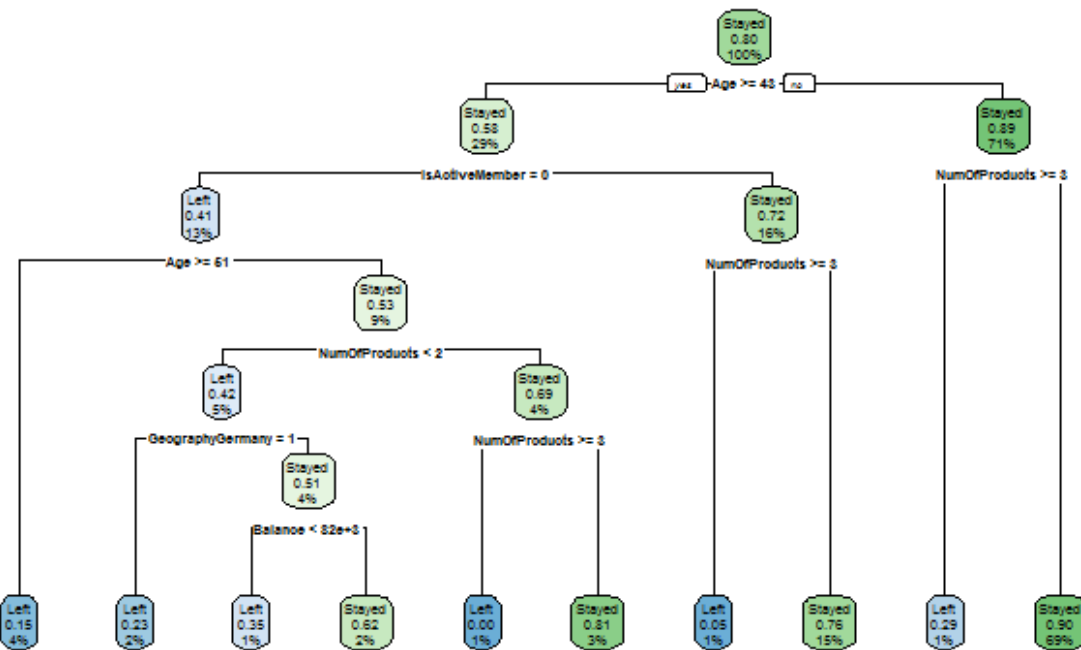 Stayed
0.80
100%
yes Age >= 43 no
Stayed
0.58
29%
Stayed
0.89
71%
IsActiveMember = 0
NumOfProducts >= 3
Left
0.41
13%
Stayed
0.72
16%
Age >= 51
NumOfProducts >= 3
Stayed
0.53
9%
NumOfProducts < 2
Left
0.42
5%
Stayed
0.69
4%
GeographyGermany = 1
NumOfProducts >= 3
Stayed
0.51
4%
Balance < 82e+3
Left
0.15
4%
Left
0.23
2%
Left
0.35
1%
Stayed
0.62
2%
Left
0.00
1%
Stayed
0.81
3%
Left
0.05
1%
Stayed
0.76
15%
Left
0.29
1%
Stayed
0.90
69%